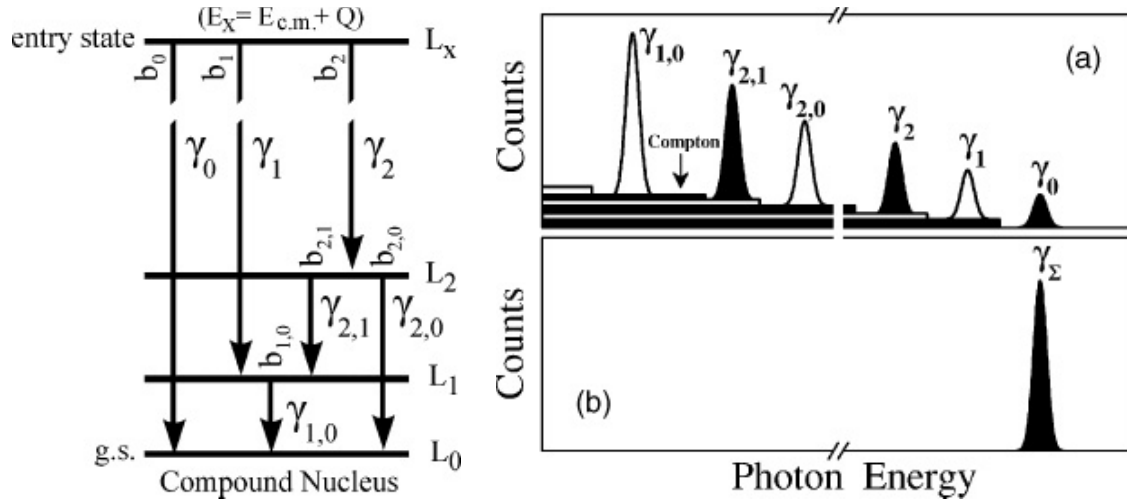 (E_x = E_c.m. + Q)
entry state
L_x
b_0
b_1
b_2
γ_0
γ_1
γ_2
b_2,1
b_2,0
L_2
γ_2,1
γ_2,0
b_1,0
L_1
γ_1,0
g.s.
L_0
Compound Nucleus
Counts
(a)
γ_1,0
γ_2,1
γ_2,0
Compton
γ_2
γ_1
γ_0
Counts
(b)
γ_Σ
Photon Energy